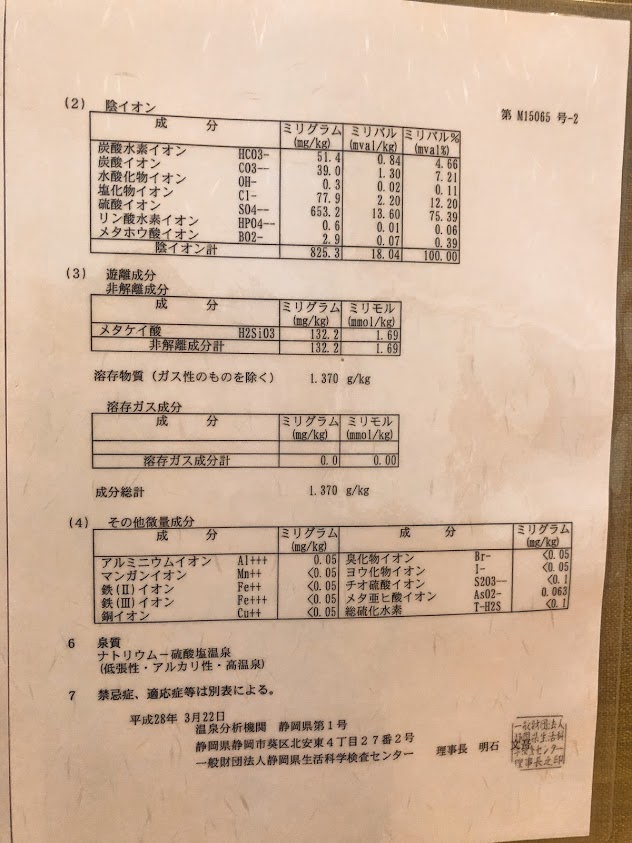 第 M15065 号-2
(2) 陰イオン
成 分 ミリグラム (mg/kg) ミリバル (mval/kg) ミリバル% (mval%)
炭酸水素イオン HCO3- 51.4 0.84 4.66
炭酸イオン CO3-- 39.0 1.30 7.21
水酸化物イオン OH- 0.3 0.02 0.11
塩化物イオン Cl- 77.9 2.20 12.20
硫酸イオン SO4-- 653.2 13.60 75.39
リン酸水素イオン HPO4-- 0.6 0.01 0.06
メタホウ酸イオン BO2- 2.9 0.07 0.39
陰イオン計 825.3 18.04 100.00
(3) 遊離成分
非解離成分
成 分 ミリグラム (mg/kg) ミリモル (mmol/kg)
メタケイ酸 H2SiO3 132.2 1.69
非解離成分計 132.2 1.69
溶存物質(ガス性のものを除く) 1.370 g/kg
溶存ガス成分
成 分 ミリグラム (mg/kg) ミリモル (mmol/kg)
溶存ガス成分計 0.0 0.00
成分総計 1.370 g/kg
(4) その他微量成分
成 分 ミリグラム (mg/kg) 成 分 ミリグラム (mg/kg)
アルミニウムイオン Al+++ 0.05 臭化物イオン Br- <0.05
マンガンイオン Mn++ <0.05 ヨウ化物イオン I- <0.05
鉄(Ⅱ)イオン Fe++ <0.05 チオ硫酸イオン S2O3-- <0.1
鉄(Ⅲ)イオン Fe+++ <0.05 メタ亜ヒ酸イオン AsO2- 0.063
銅イオン Cu++ <0.05 総硫化水素 T-H2S <0.1
6 泉質
ナトリウム−硫酸塩温泉
(低張性・アルカリ性・高温泉)
7 禁忌症、適応症等は別表による。
平成28年 3月22日
温泉分析機関 静岡県第1号
静岡県静岡市葵区北安東4丁目27番2号
一般財団法人静岡県生活科学検査センター 理事長 明石
一般財団法人
静岡県生活科
学検査センター
理事長之印